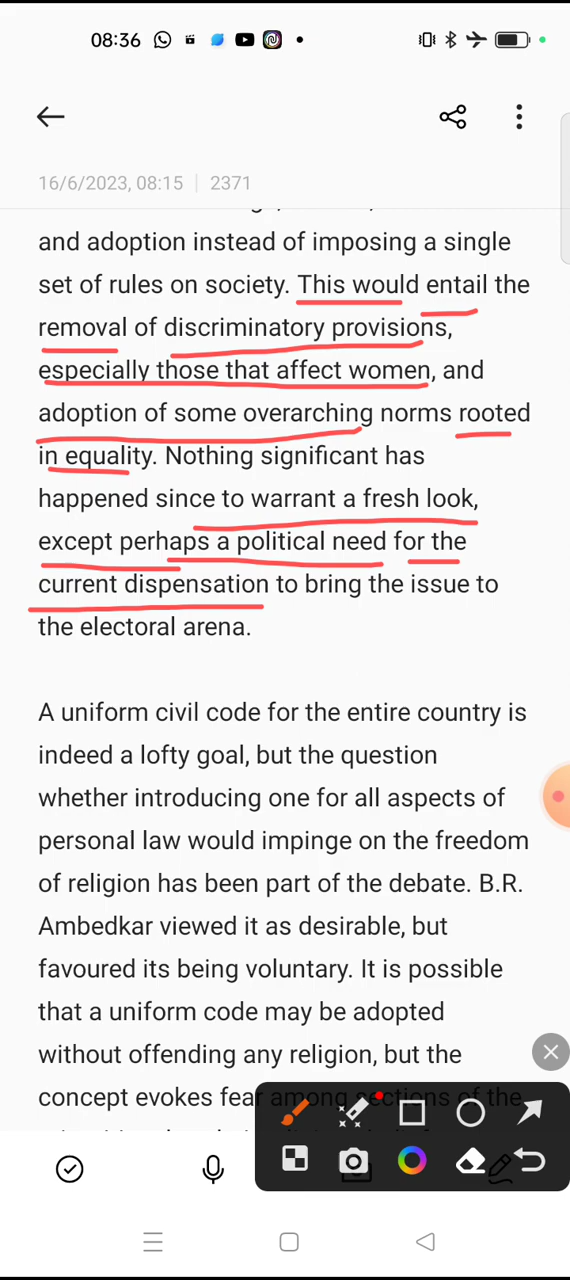 08:36
16/6/2023, 08:15 | 2371
and adoption instead of imposing a single
set of rules on society. This would entail the
removal of discriminatory provisions,
especially those that affect women, and
adoption of some overarching norms rooted
in equality. Nothing significant has
happened since to warrant a fresh look,
except perhaps a political need for the
current dispensation to bring the issue to
the electoral arena.
A uniform civil code for the entire country is
indeed a lofty goal, but the question
whether introducing one for all aspects of
personal law would impinge on the freedom
of religion has been part of the debate. B.R.
Ambedkar viewed it as desirable, but
favoured its being voluntary. It is possible
that a uniform code may be adopted
without offending any religion, but the
concept evokes fear among sections of the